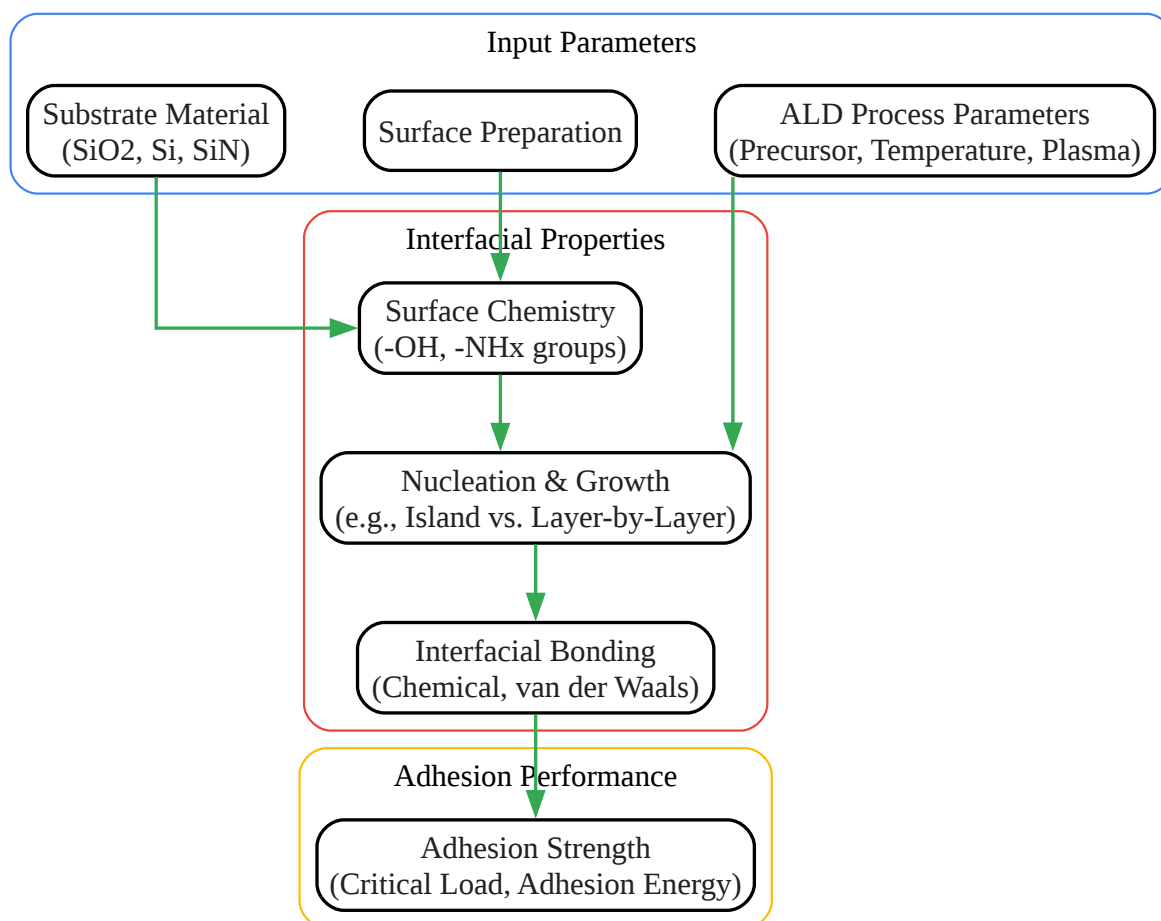 Input Parameters
Substrate Material
(SiO2, Si, SiN)
Surface Preparation
ALD Process Parameters
(Precursor, Temperature, Plasma)
Interfacial Properties
Surface Chemistry
(-OH, -NHx groups)
Nucleation & Growth
(e.g., Island vs. Layer-by-Layer)
Interfacial Bonding
(Chemical, van der Waals)
Adhesion Performance
Adhesion Strength
(Critical Load, Adhesion Energy)